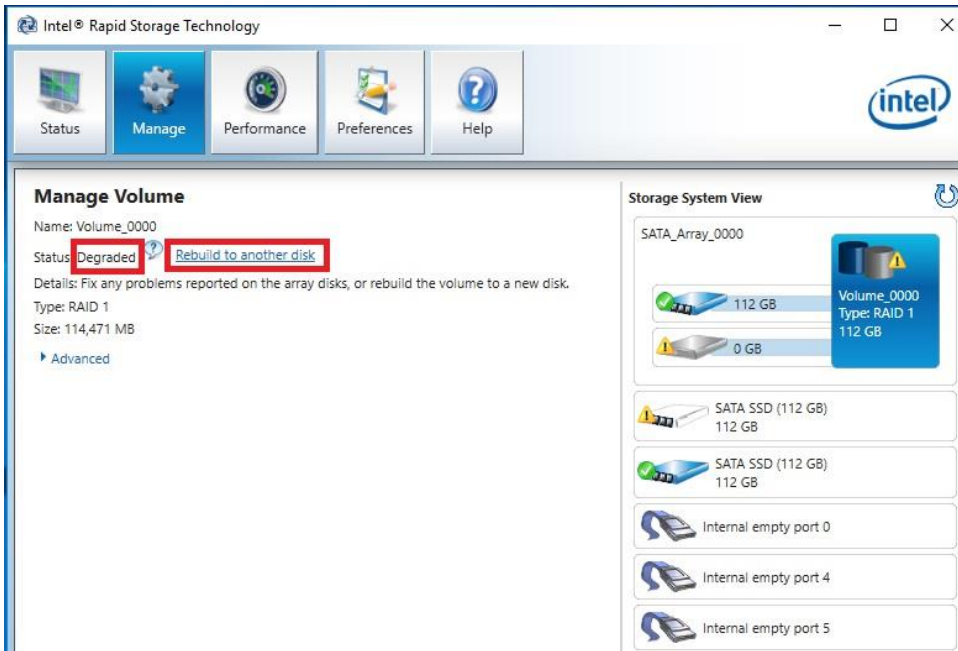 Intel® Rapid Storage Technology
Status
Manage
Performance
Preferences
Help
intel
Manage Volume
Name: Volume_0000
Status: Degraded Rebuild to another disk
Details: Fix any problems reported on the array disks, or rebuild the volume to a new disk.
Type: RAID 1
Size: 114,471 MB
Advanced
Storage System View
SATA_Array_0000
112 GB
0 GB
Volume_0000
Type: RAID 1
112 GB
SATA SSD (112 GB)
112 GB
SATA SSD (112 GB)
112 GB
Internal empty port 0
Internal empty port 4
Internal empty port 5